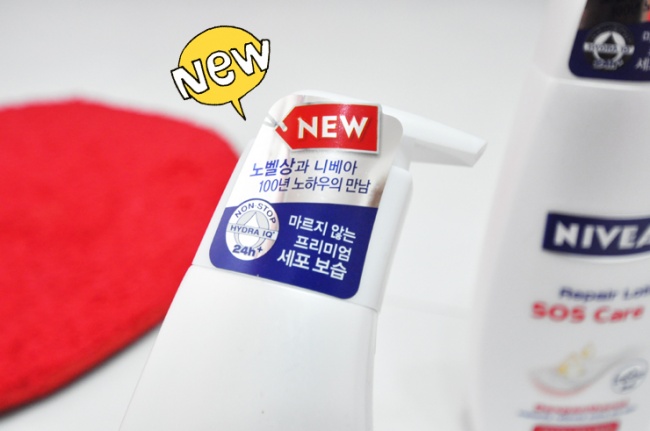 New
NEW
노벨상과 니베아
100년 노하우의 만남
NON-STOP
HYDRA IQ
24h+
마르지 않는
프리미엄
세포 보습
HYDRA IQ
NIVEA
Repair Lot
SOS Care